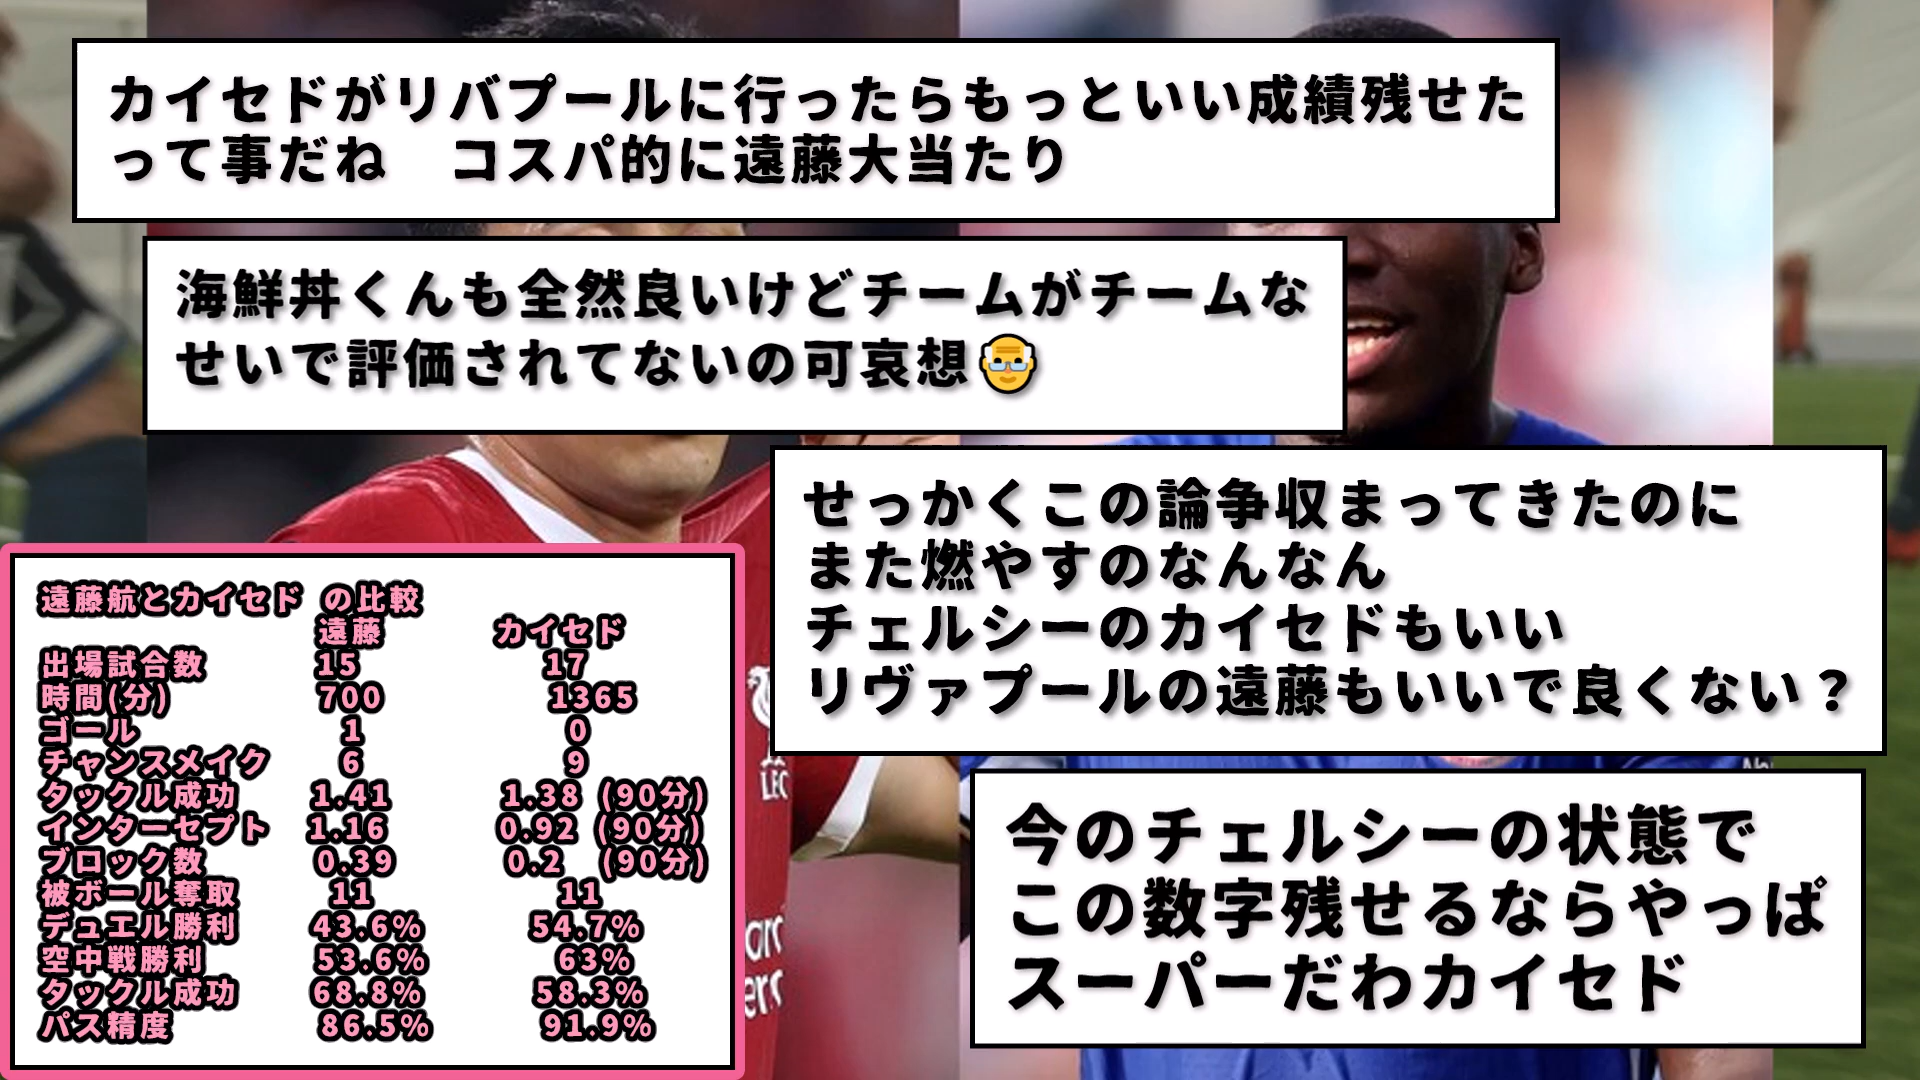 カイセドがリバプールに行ったらもっといい成績残せた
って事だね　コスパ的に遠藤大当たり
海鮮丼くんも全然良いけどチームがチームな
せいで評価されてないの可哀想👴
せっかくこの論争収まってきたのに
また燃やすのなんなん
チェルシーのカイセドもいい
リヴァプールの遠藤もいいで良くない？
今のチェルシーの状態で
この数字残せるならやっぱ
スーパーだわカイセド
遠藤航とカイセド の比較
遠藤 カイセド
出場試合数 15 17
時間(分) 700 1365
ゴール 1 0
チャンスメイク 6 9
タックル成功 1.41 1.38 (90分)
インターセプト 1.16 0.92 (90分)
ブロック数 0.39 0.2 (90分)
被ボール奪取 11 11
デュエル勝利 43.6% 54.7%
空中戦勝利 53.6% 63%
タックル成功 68.8% 58.3%
パス精度 86.5% 91.9%
LFC